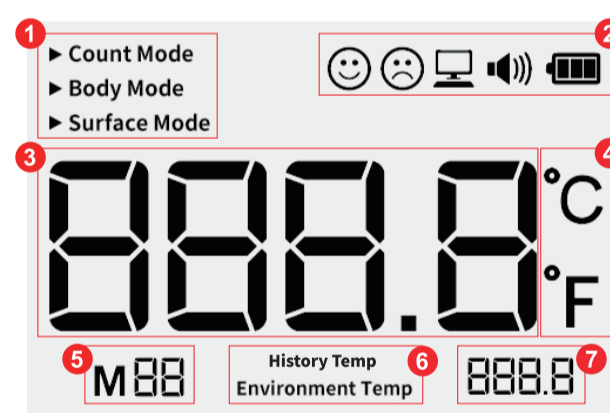 1
2
► Count Mode
► Body Mode
► Surface Mode
3
4
888.8
°C
°F
5
6
7
M 88
History Temp
Environment Temp
888.8